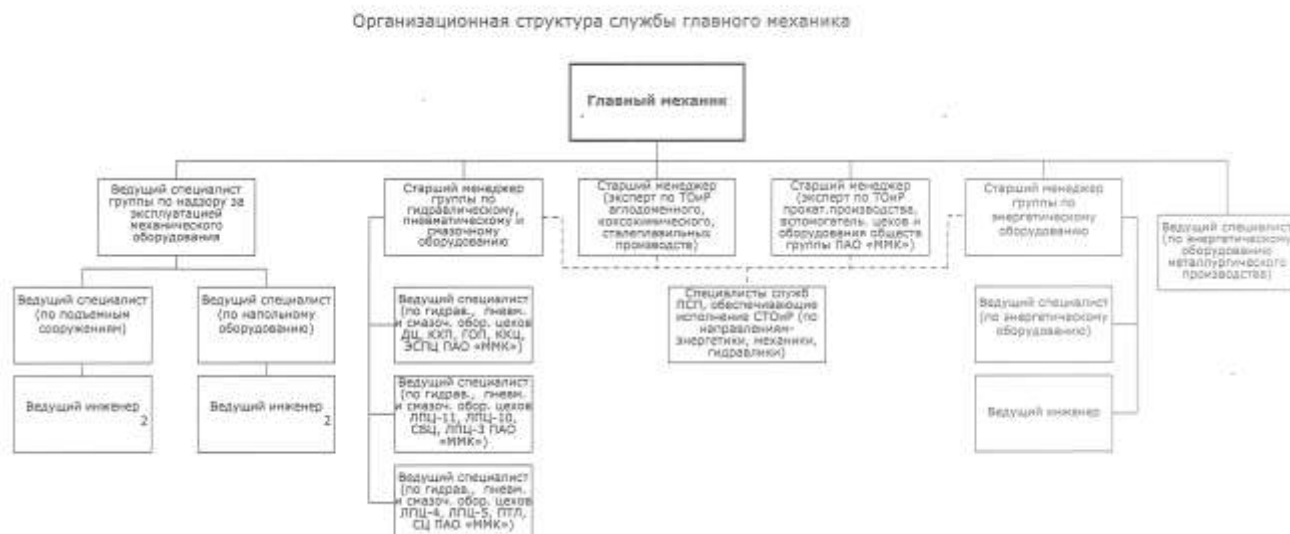 Организационная структура службы главного механика
Главный механик
Ведущий специалист
группы по надзору за
эксплуатацией
механического
оборудования
Старший менеджер
группы по
гидравлическому,
пневматическому и
смазочному
оборудованию
Старший менеджер
(эксперт по ТОиР
аглодоменного,
коксохимического,
сталеплавильных
производств)
Старший менеджер
(эксперт по ТОиР
прокат.производства,
вспомогатель. цехов и
оборудования обществ
группы ПАО «ММК»)
Старший менеджер
группы по
энергетическому
оборудованию
Ведущий специалист
(по энергетическому
оборудованию
металлургического
производства)
Ведущий специалист
(по подъемным
сооружениям)
Ведущий специалист
(по напольному
оборудованию)
Ведущий специалист
(по гидрав., пневм.
и смазоч. обор. цехов
ДЦ, КХП, ГОП, ККЦ,
ЭСПЦ ПАО «ММК»)
Специалисты служб
ПСП, обеспечивающие
исполнение СТОиР (по
направлениям-
энергетики, механики,
гидравлики)
Ведущий специалист
(по энергетическому
оборудованию)
Ведущий инженер
2
Ведущий инженер
2
Ведущий специалист
(по гидрав., пневм.
и смазоч. обор. цехов
ЛПЦ-11, ЛПЦ-10,
СВЦ, ЛПЦ-3 ПАО
«ММК»)
Ведущий инженер
Ведущий специалист
(по гидрав., пневм.
и смазоч. обор. цехов
ЛПЦ-4, ЛПЦ-5, ПТЛ,
СЦ ПАО «ММК»)